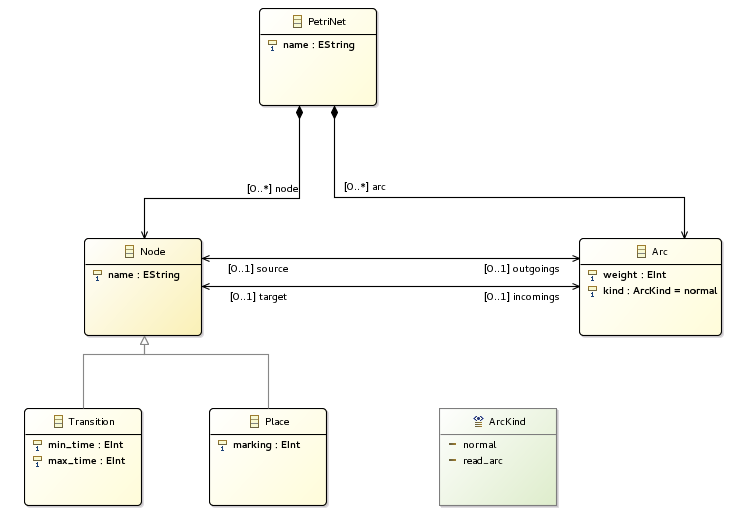 PetriNet
name : EString
[0..*] node
[0..*] arc
Node
name : EString
[0..1] source
[0..1] outgoings
[0..1] target
[0..1] incomings
Arc
weight : EInt
kind : ArcKind = normal
Transition
min_time : EInt
max_time : EInt
Place
marking : EInt
ArcKind
normal
read_arc